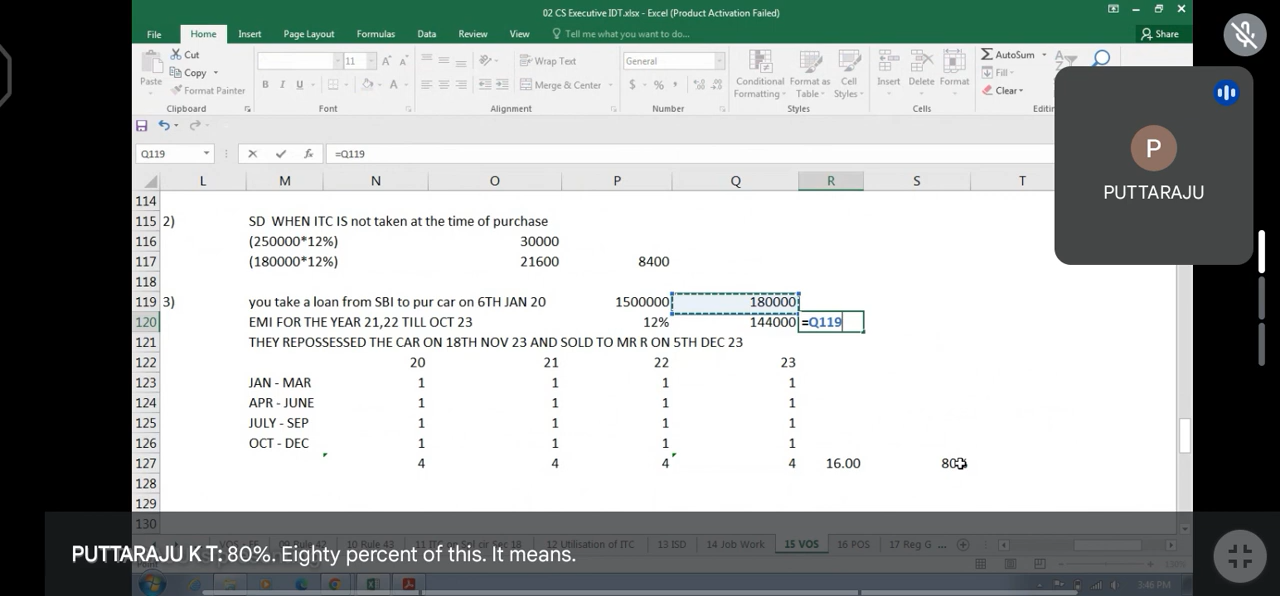 02 CS Executive IDT.xlsx - Excel (Product Activation Failed)
File Home Insert Page Layout Formulas Data Review View Tell me what you want to do... Share
Cut
Copy
Paste
Format Painter
11
Wrap Text
Merge & Center
General
Conditional Formatting
Format as Table
Cell Styles
Insert Delete Format
AutoSum
Fill
Clear
Clipboard Font Alignment Number Styles Cells
Q119 =Q119
L M N O P Q R S T
114
115 2) SD WHEN ITC IS not taken at the time of purchase
116 (250000*12%) 30000
117 (180000*12%) 21600 8400
118
119 3) you take a loan from SBI to pur car on 6TH JAN 20 1500000 180000
120 EMI FOR THE YEAR 21,22 TILL OCT 23 12% 144000 =Q119
121 THEY REPOSSESSED THE CAR ON 18TH NOV 23 AND SOLD TO MR R ON 5TH DEC 23
122 20 21 22 23
123 JAN - MAR 1 1 1 1
124 APR - JUNE 1 1 1 1
125 JULY - SEP 1 1 1 1
126 OCT - DEC 1 1 1 1
127 4 4 4 4 16.00
128
129
130
P
PUTTARAJU
PUTTARAJU K T: 80%. Eighty percent of this. It means.
12 Utilisation of ITC 13 ISD 14 Job Work 15 VOS 16 POS 17 Reg G ...
3:46 PM